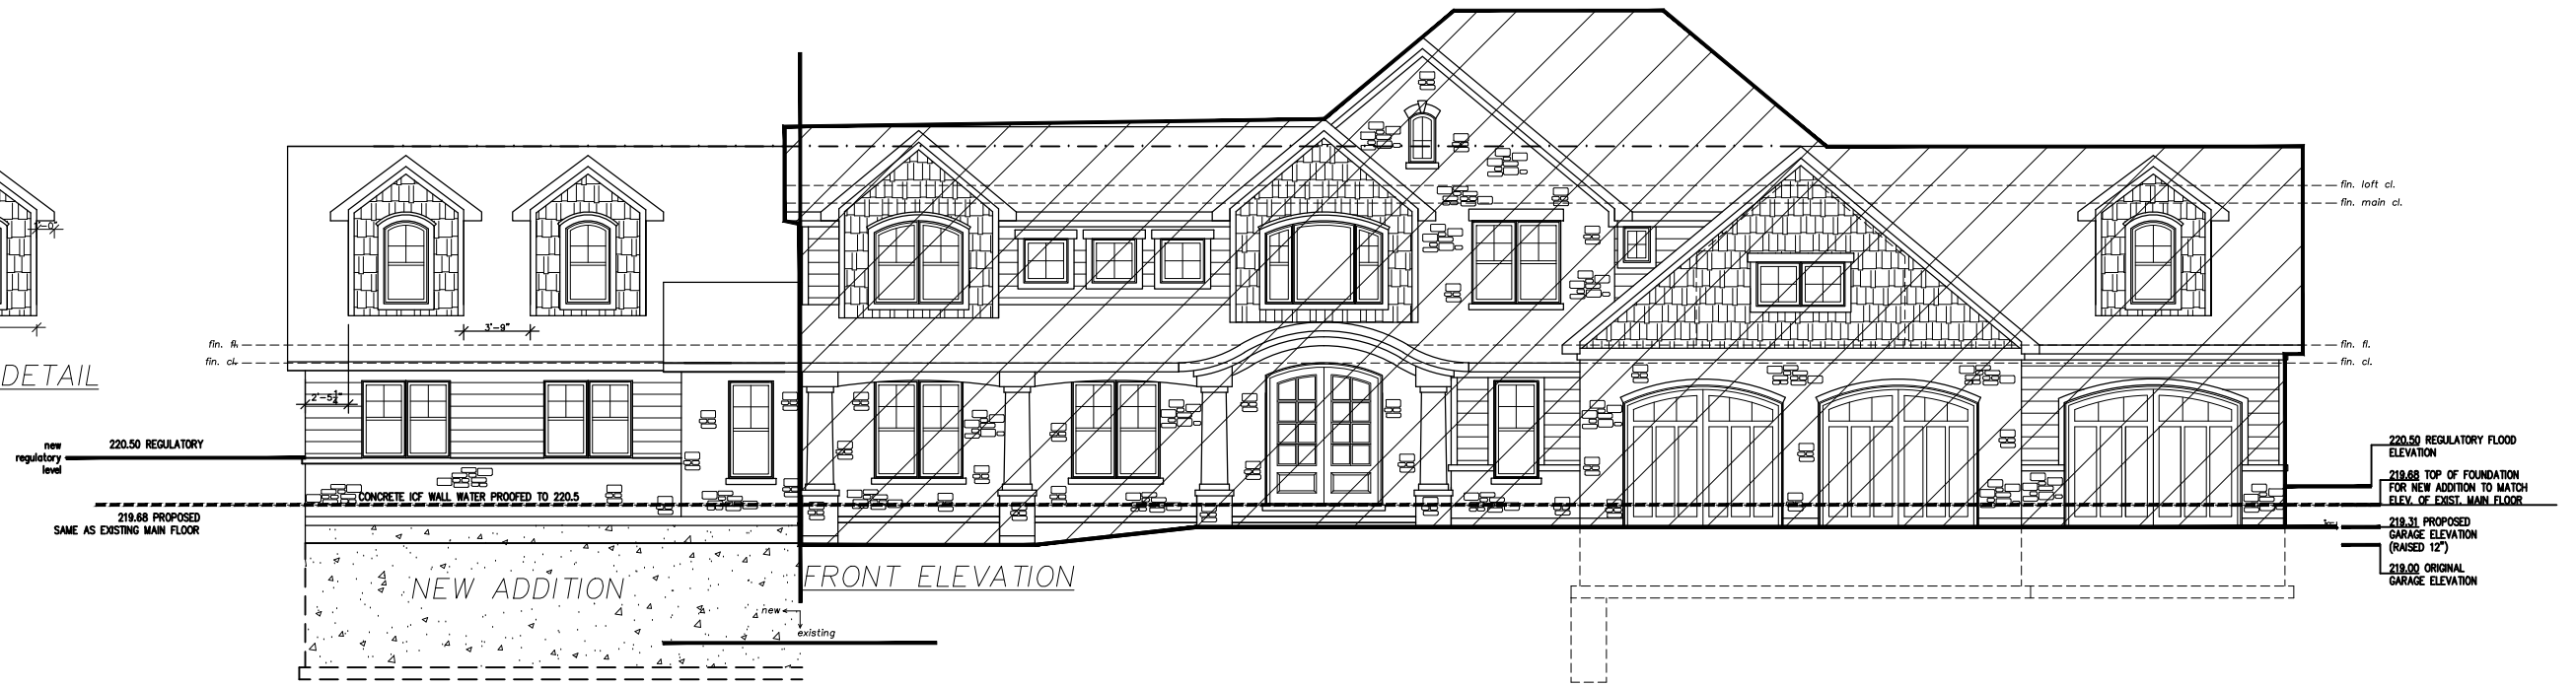 fin. loft cl.
fin. main cl.
3'-9"
fin. fl.
fin. cl.
fin. fl.
fin. cl.
DETAIL
2'-5½"
new
regulatory
level
220.50 REGULATORY
CONCRETE ICF WALL WATER PROOFED TO 220.5
219.68 PROPOSED
SAME AS EXISTING MAIN FLOOR
220.50 REGULATORY FLOOD
ELEVATION
219.68 TOP OF FOUNDATION
FOR NEW ADDITION TO MATCH
ELEV. OF EXIST. MAIN FLOOR
219.31 PROPOSED
GARAGE ELEVATION
(RAISED 12")
219.00 ORIGINAL
GARAGE ELEVATION
NEW ADDITION
FRONT ELEVATION
new
existing